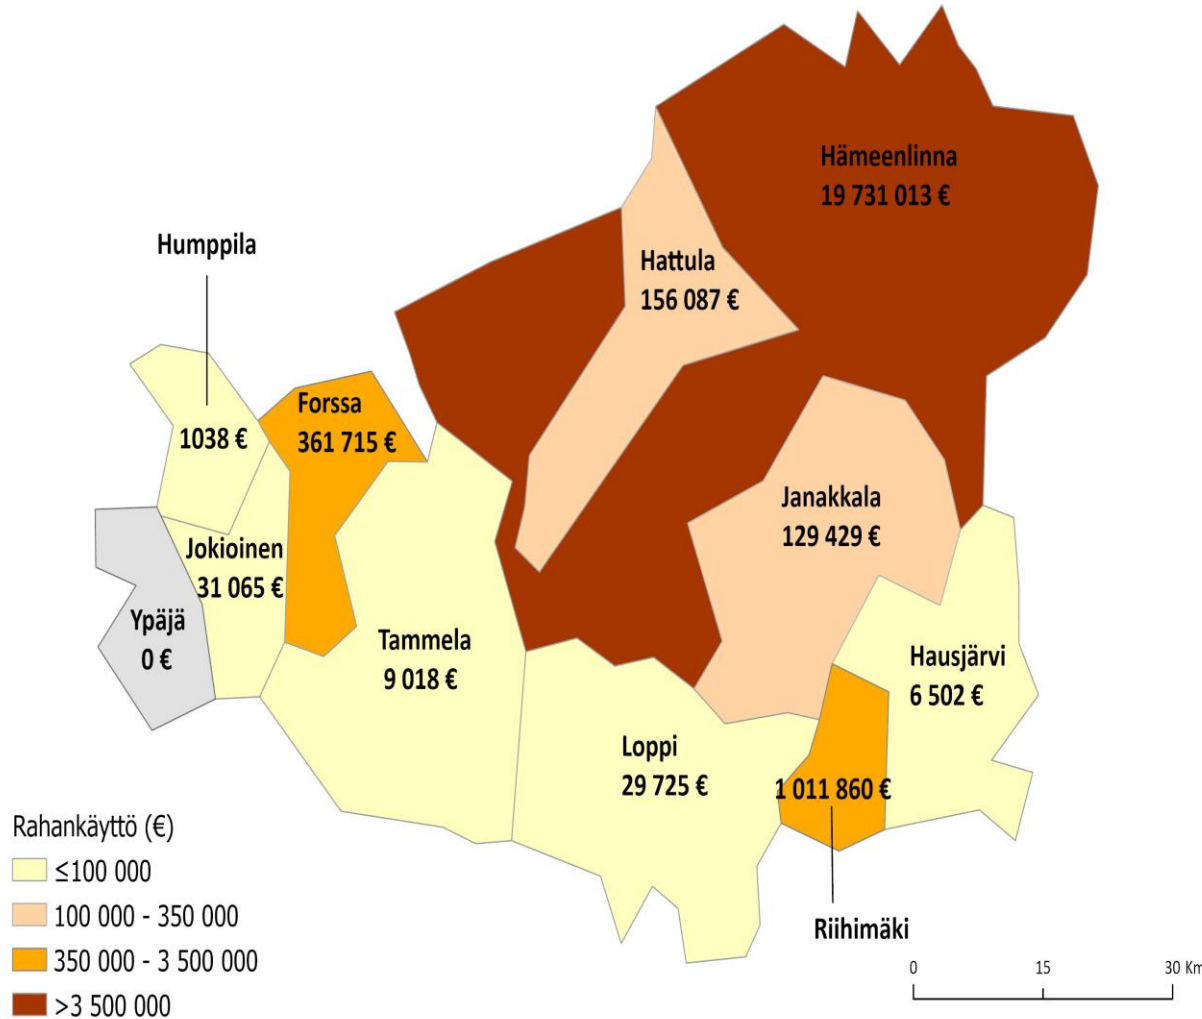 Hämeenlinna
19 731 013 €
Humppila
1038 €
Hattula
156 087 €
Forssa
361 715 €
Janakkala
129 429 €
Jokioinen
31 065 €
Ypäjä
0 €
Tammela
9 018 €
Hausjärvi
6 502 €
Loppi
29 725 €
1 011 860 €
Riihimäki
Rahankäyttö (€)
≤100 000
100 000 - 350 000
350 000 - 3 500 000
>3 500 000
0 15 30 Km